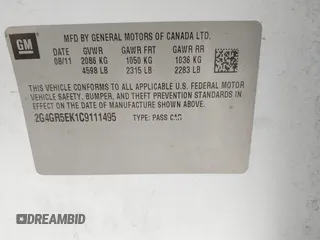 GM
MFD BY GENERAL MOTORS OF CANADA LTD.
DATE GVWR GAWR FRT GAWR RR
08/11 2086 KG 1050 KG 1036 KG
4598 LB 2315 LB 2283 LB
THIS VEHICLE CONFORMS TO ALL APPLICABLE U.S. FEDERAL MOTOR
VEHICLE SAFETY, BUMPER, AND THEFT PREVENTION STANDARDS IN
EFFECT ON THE DATE OF MANUFACTURE SHOWN ABOVE.
2G4GR5EK1C9111495 TYPE: PASS CAR
DREAMBID